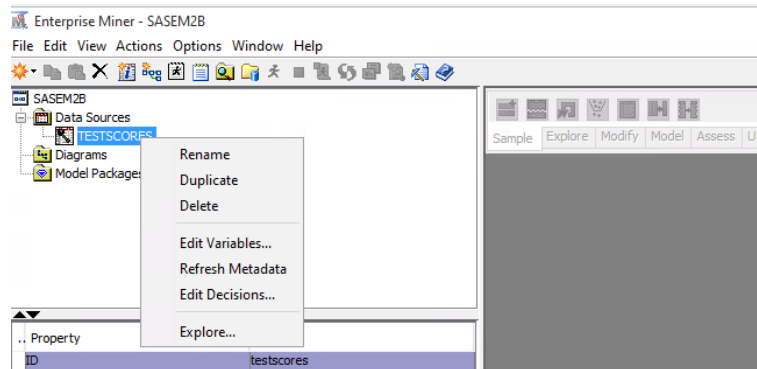 Enterprise Miner - SASEM2B
File Edit View Actions Options Window Help
SASEM2B
Data Sources
TESTSCORES
Diagrams
Model Packages
Sample Explore Modify Model Assess U
Rename
Duplicate
Delete
Edit Variables...
Refresh Metadata
Edit Decisions...
Explore...
.. Property
ID testscores